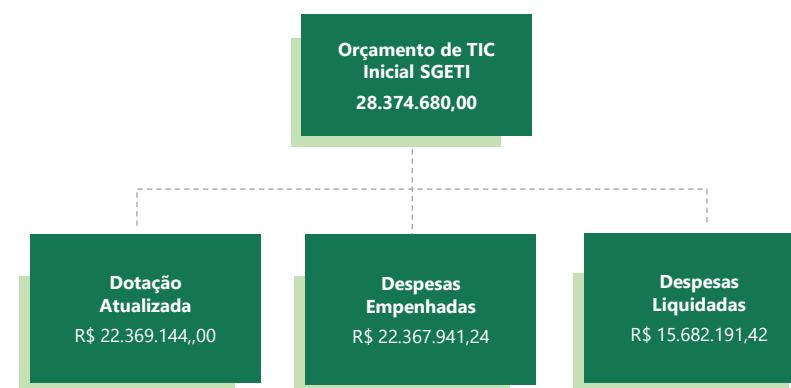 Orçamento de TIC
Inicial SGETI
28.374.680,00
Dotação
Atualizada
R$ 22.369.144,,00
Despesas
Empenhadas
R$ 22.367.941,24
Despesas
Liquidadas
R$ 15.682.191,42